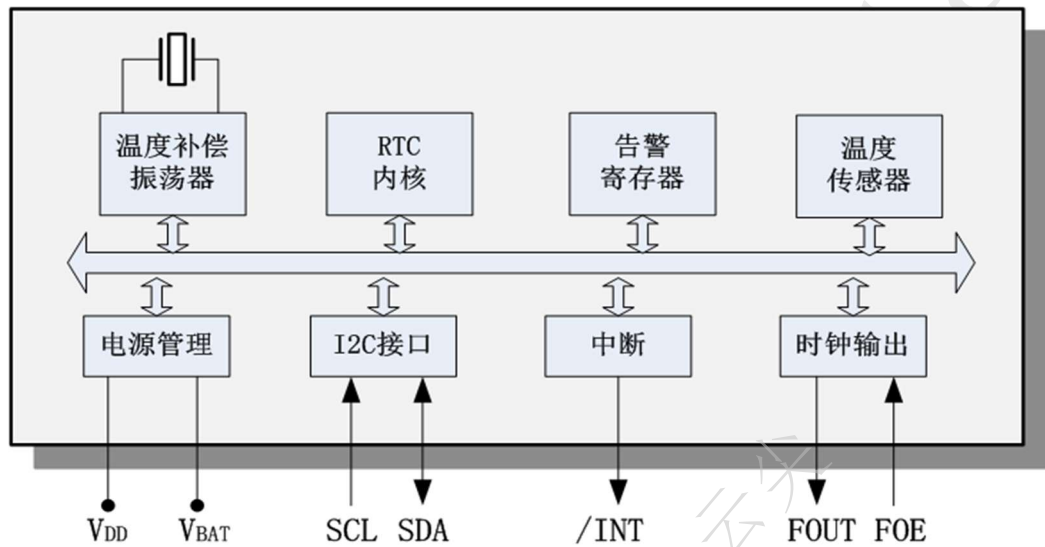 温度补偿
振荡器
RTC
内核
告警
寄存器
温度
传感器
电源管理
I2C接口
中断
时钟输出
VDD
VBAT
SCL
SDA
/INT
FOUT
FOE
云尖